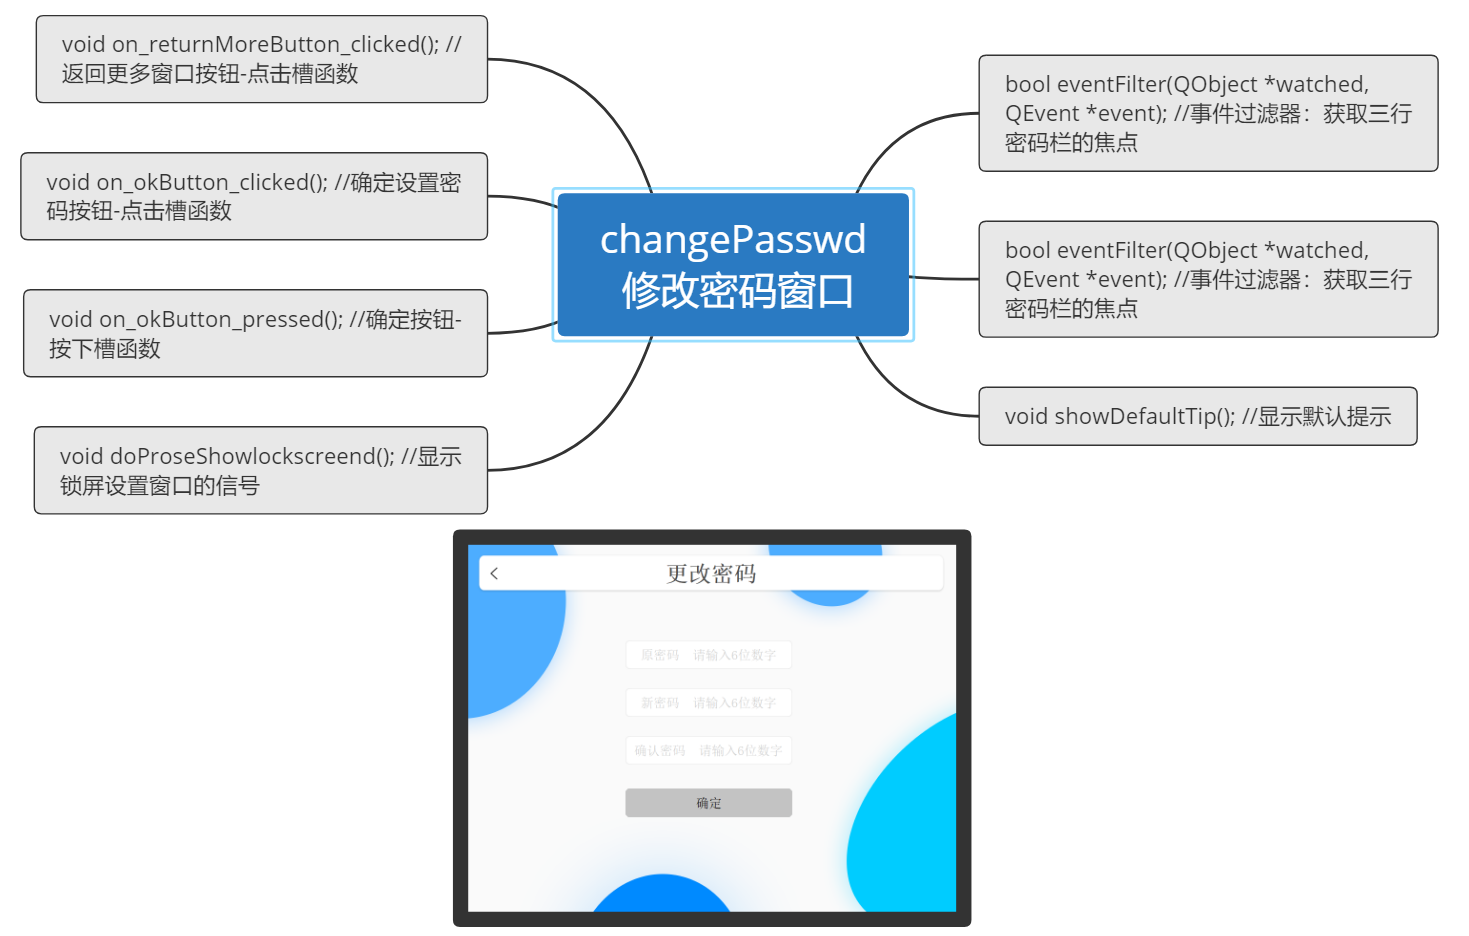 void on_returnMoreButton_clicked(); //
返回更多窗口按钮-点击槽函数
void on_okButton_clicked(); //确定设置密
码按钮-点击槽函数
void on_okButton_pressed(); //确定按钮-
按下槽函数
void doProseShowlockscreend(); //显示
锁屏设置窗口的信号
changePasswd
修改密码窗口
bool eventFilter(QObject *watched,
QEvent *event); //事件过滤器：获取三行
密码栏的焦点
bool eventFilter(QObject *watched,
QEvent *event); //事件过滤器：获取三行
密码栏的焦点
void showDefaultTip(); //显示默认提示
更改密码
原密码 请输入6位数字
新密码 请输入6位数字
确认密码 请输入6位数字
确定